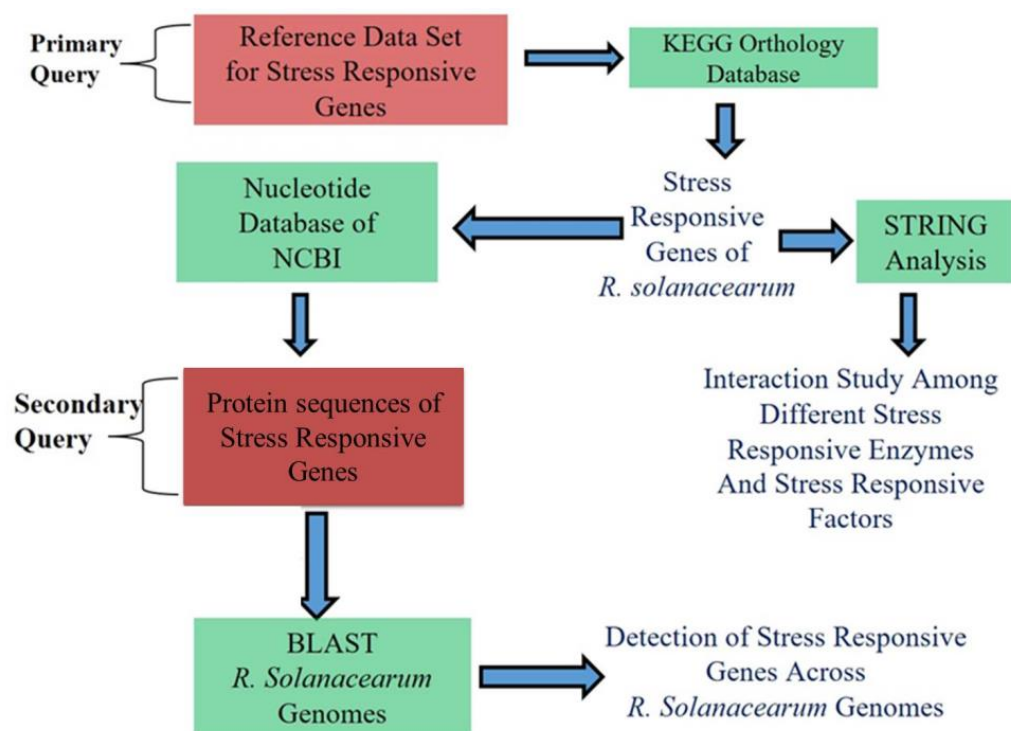 Primary
Query
Reference Data Set
for Stress Responsive
Genes
KEGG Orthology
Database
Nucleotide
Database of
NCBI
Stress
Responsive
Genes of
R. solanacearum
STRING
Analysis
Secondary
Query
Protein sequences of
Stress Responsive
Genes
Interaction Study Among
Different Stress
Responsive Enzymes
And Stress Responsive
Factors
BLAST
R. Solanacearum
Genomes
Detection of Stress Responsive
Genes Across
R. Solanacearum Genomes